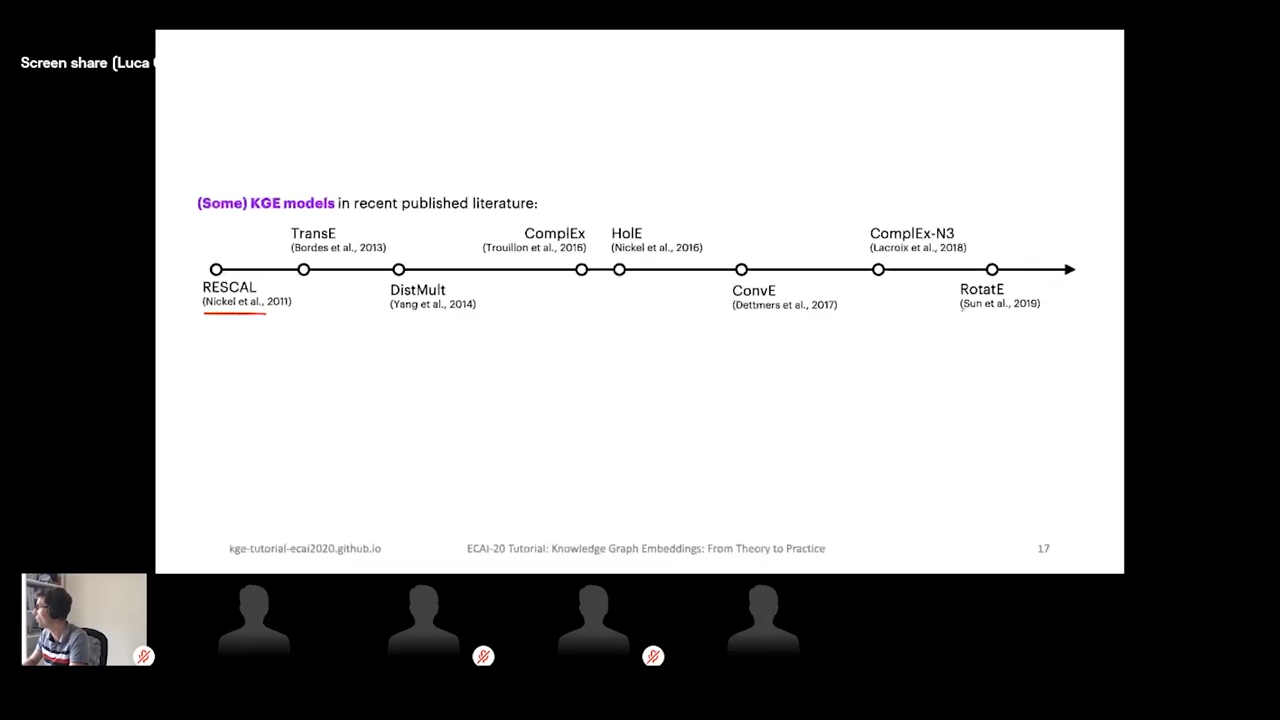 Screen share (Luca
(Some) KGE models in recent published literature:
TransE
(Bordes et al., 2013)
ComplEx
(Trouillon et al., 2016)
HolE
(Nickel et al., 2016)
ComplEx-N3
(Lacroix et al., 2018)
RESCAL
(Nickel et al., 2011)
DistMult
(Yang et al., 2014)
ConvE
(Dettmers et al., 2017)
RotatE
(Sun et al., 2019)
kge-tutorial-ecai2020.github.io
ECAI-20 Tutorial: Knowledge Graph Embeddings: From Theory to Practice
17